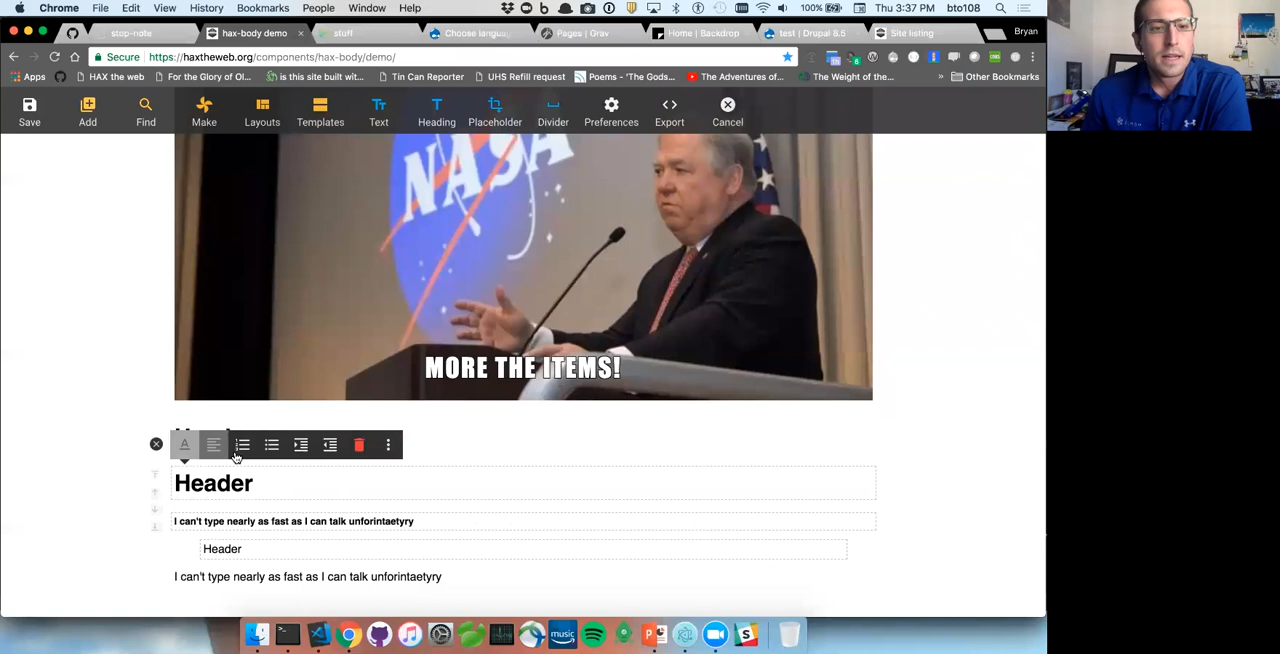 Chrome File Edit View History Bookmarks People Window Help 100% Thu 3:37 PM bto108
stop-note hax-body demo stuff Choose langu Pages | Grav Home | Backdrop test | Drupal 8.5 Site listing Bryan
Secure https://haxtheweb.org/components/hax-body/demo/
Apps HAX the web For the Glory of Ol... is this site built wit... Tin Can Reporter UHS Refill request Poems - 'The Gods... The Adventures of... The Weight of the... » Other Bookmarks
Save Add Find Make Layouts Templates Text Heading Placeholder Divider Preferences Export Cancel
NASA
MORE THE ITEMS!
Header
I can't type nearly as fast as I can talk unforintaetyry
Header
I can't type nearly as fast as I can talk unforintaetyry
music